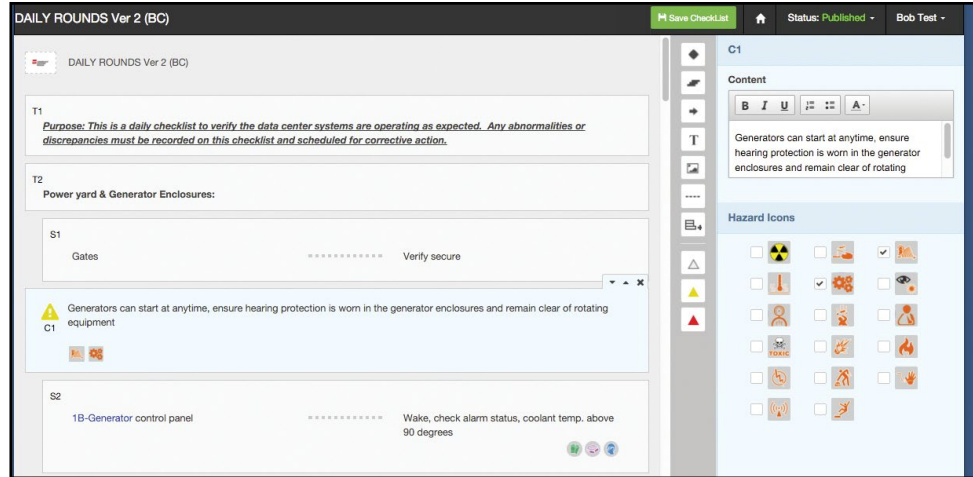 DAILY ROUNDS Ver 2 (BC)
Save CheckList
Status: Published
Bob Test
DAILY ROUNDS Ver 2 (BC)
T1
Purpose: This is a daily checklist to verify the data center systems are operating as expected. Any abnormalities or
discrepancies must be recorded on this checklist and scheduled for corrective action.
T2
Power yard & Generator Enclosures:
S1
Gates
Verify secure
Generators can start at anytime, ensure hearing protection is worn in the generator enclosures and remain clear of rotating
equipment
C1
S2
1B-Generator control panel
Wake, check alarm status, coolant temp. above
90 degrees
T
C1
Content
B I U A
Generators can start at anytime, ensure
hearing protection is worn in the generator
enclosures and remain clear of rotating
Hazard Icons
TOXIC